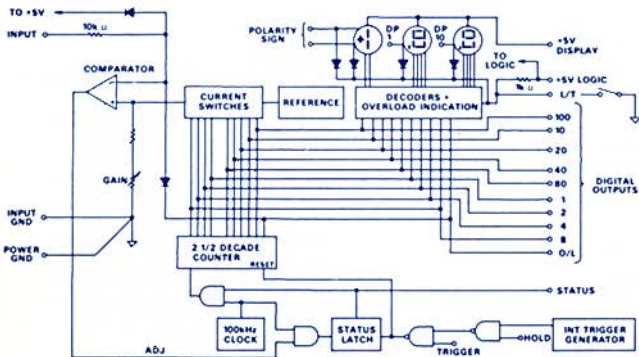 TO +5V
INPUT
10k Ω
POLARITY
SIGN
DP
1
DP
10
+5V
DISPLAY
TO
LOGIC
+5V LOGIC
1k Ω
L/T
COMPARATOR
CURRENT
SWITCHES
REFERENCE
DECODERS +
OVERLOAD INDICATION
GAIN
100
10
20
40
80
1
2
4
8
O/L
DIGITAL
OUTPUTS
INPUT
GND
POWER
GND
2 1/2 DECADE
COUNTER
RESET
STATUS
100kHz
CLOCK
STATUS
LATCH
TRIGGER
HOLD
INT TRIGGER
GENERATOR
ADJ